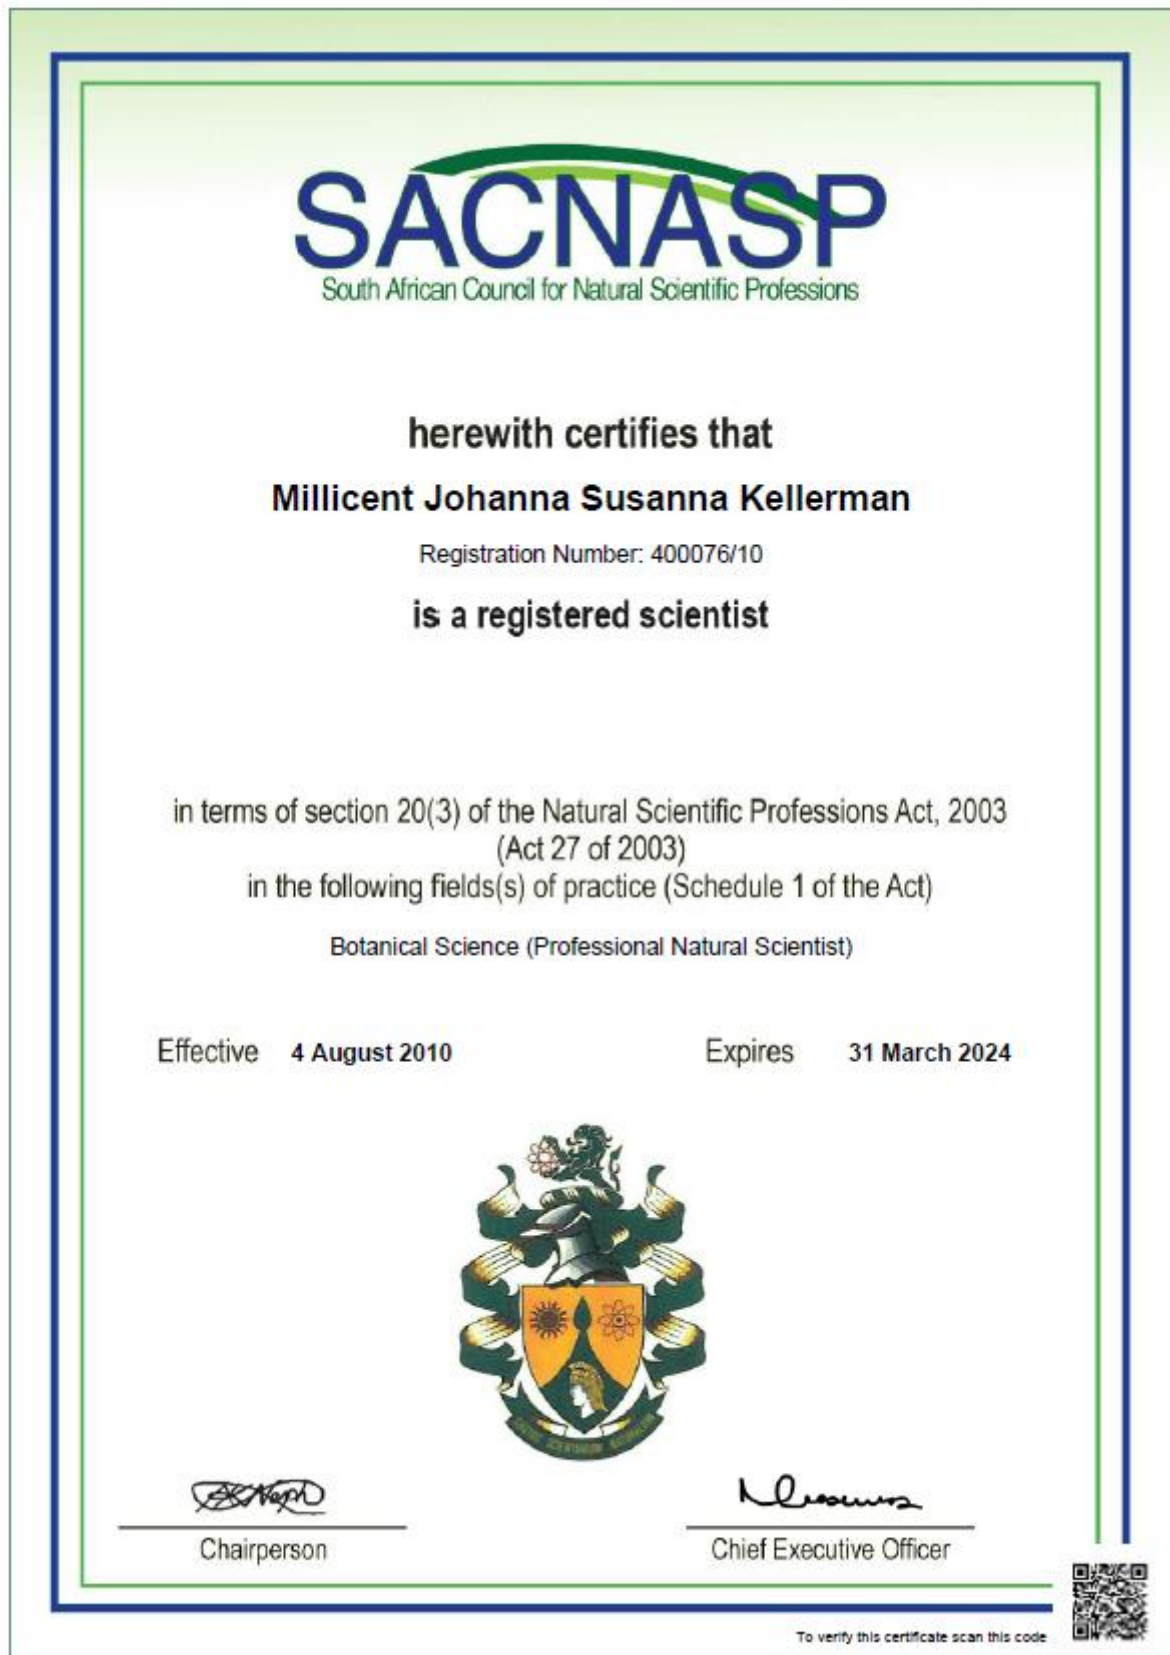 SACNASP
South African Council for Natural Scientific Professions
herewith certifies that
Millicent Johanna Susanna Kellerman
Registration Number: 400076/10
is a registered scientist
in terms of section 20(3) of the Natural Scientific Professions Act, 2003
(Act 27 of 2003)
in the following fields(s) of practice (Schedule 1 of the Act)
Botanical Science (Professional Natural Scientist)
Effective 4 August 2010 Expires 31 March 2024
Chairperson Chief Executive Officer
To verify this certificate scan this code